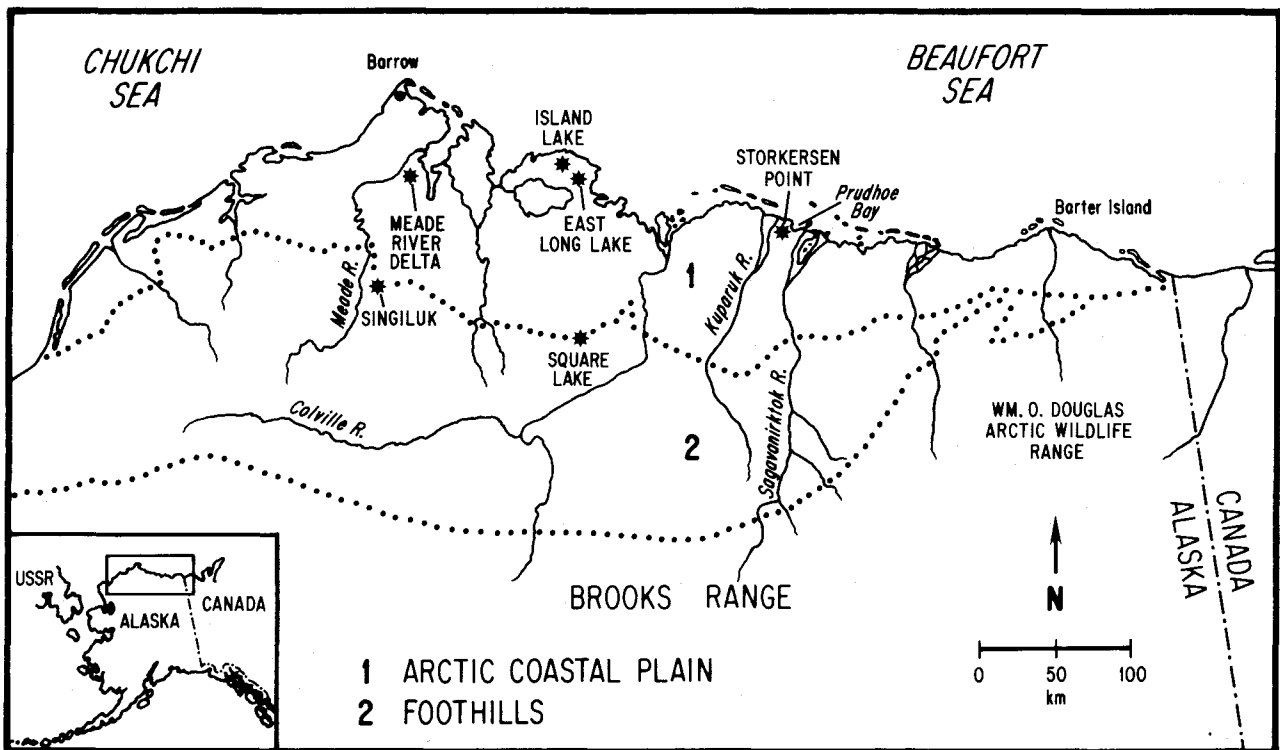 CHUKCHI
SEA
Barrow
BEAUFORT
SEA
ISLAND
LAKE
STORKERSEN
POINT
Prudhoe
Bay
MEADE
RIVER
DELTA
EAST
LONG LAKE
Barter Island
1
Meade R.
Kuparuk R.
SINGILUK
SQUARE
LAKE
Colville R.
2
Sagavanirktok R.
WM. O. DOUGLAS
ARCTIC WILDLIFE
RANGE
CANADA
ALASKA
USSR
ALASKA
CANADA
BROOKS RANGE
N
0 50 100
km
1 ARCTIC COASTAL PLAIN
2 FOOTHILLS